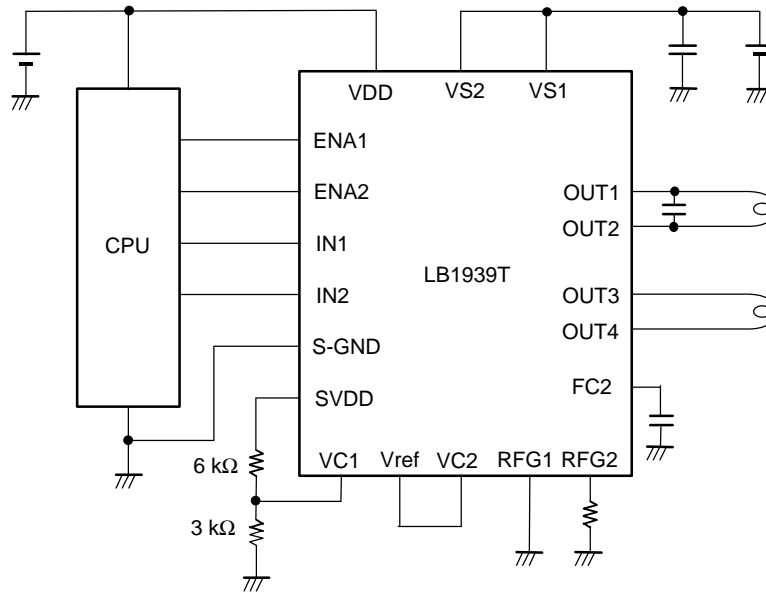 VDD
VS2
VS1
ENA1
ENA2
IN1
IN2
S-GND
SVDD
CPU
LB1939T
OUT1
OUT2
OUT3
OUT4
FC2
6 kΩ
3 kΩ
VC1
Vref
VC2
RFG1
RFG2